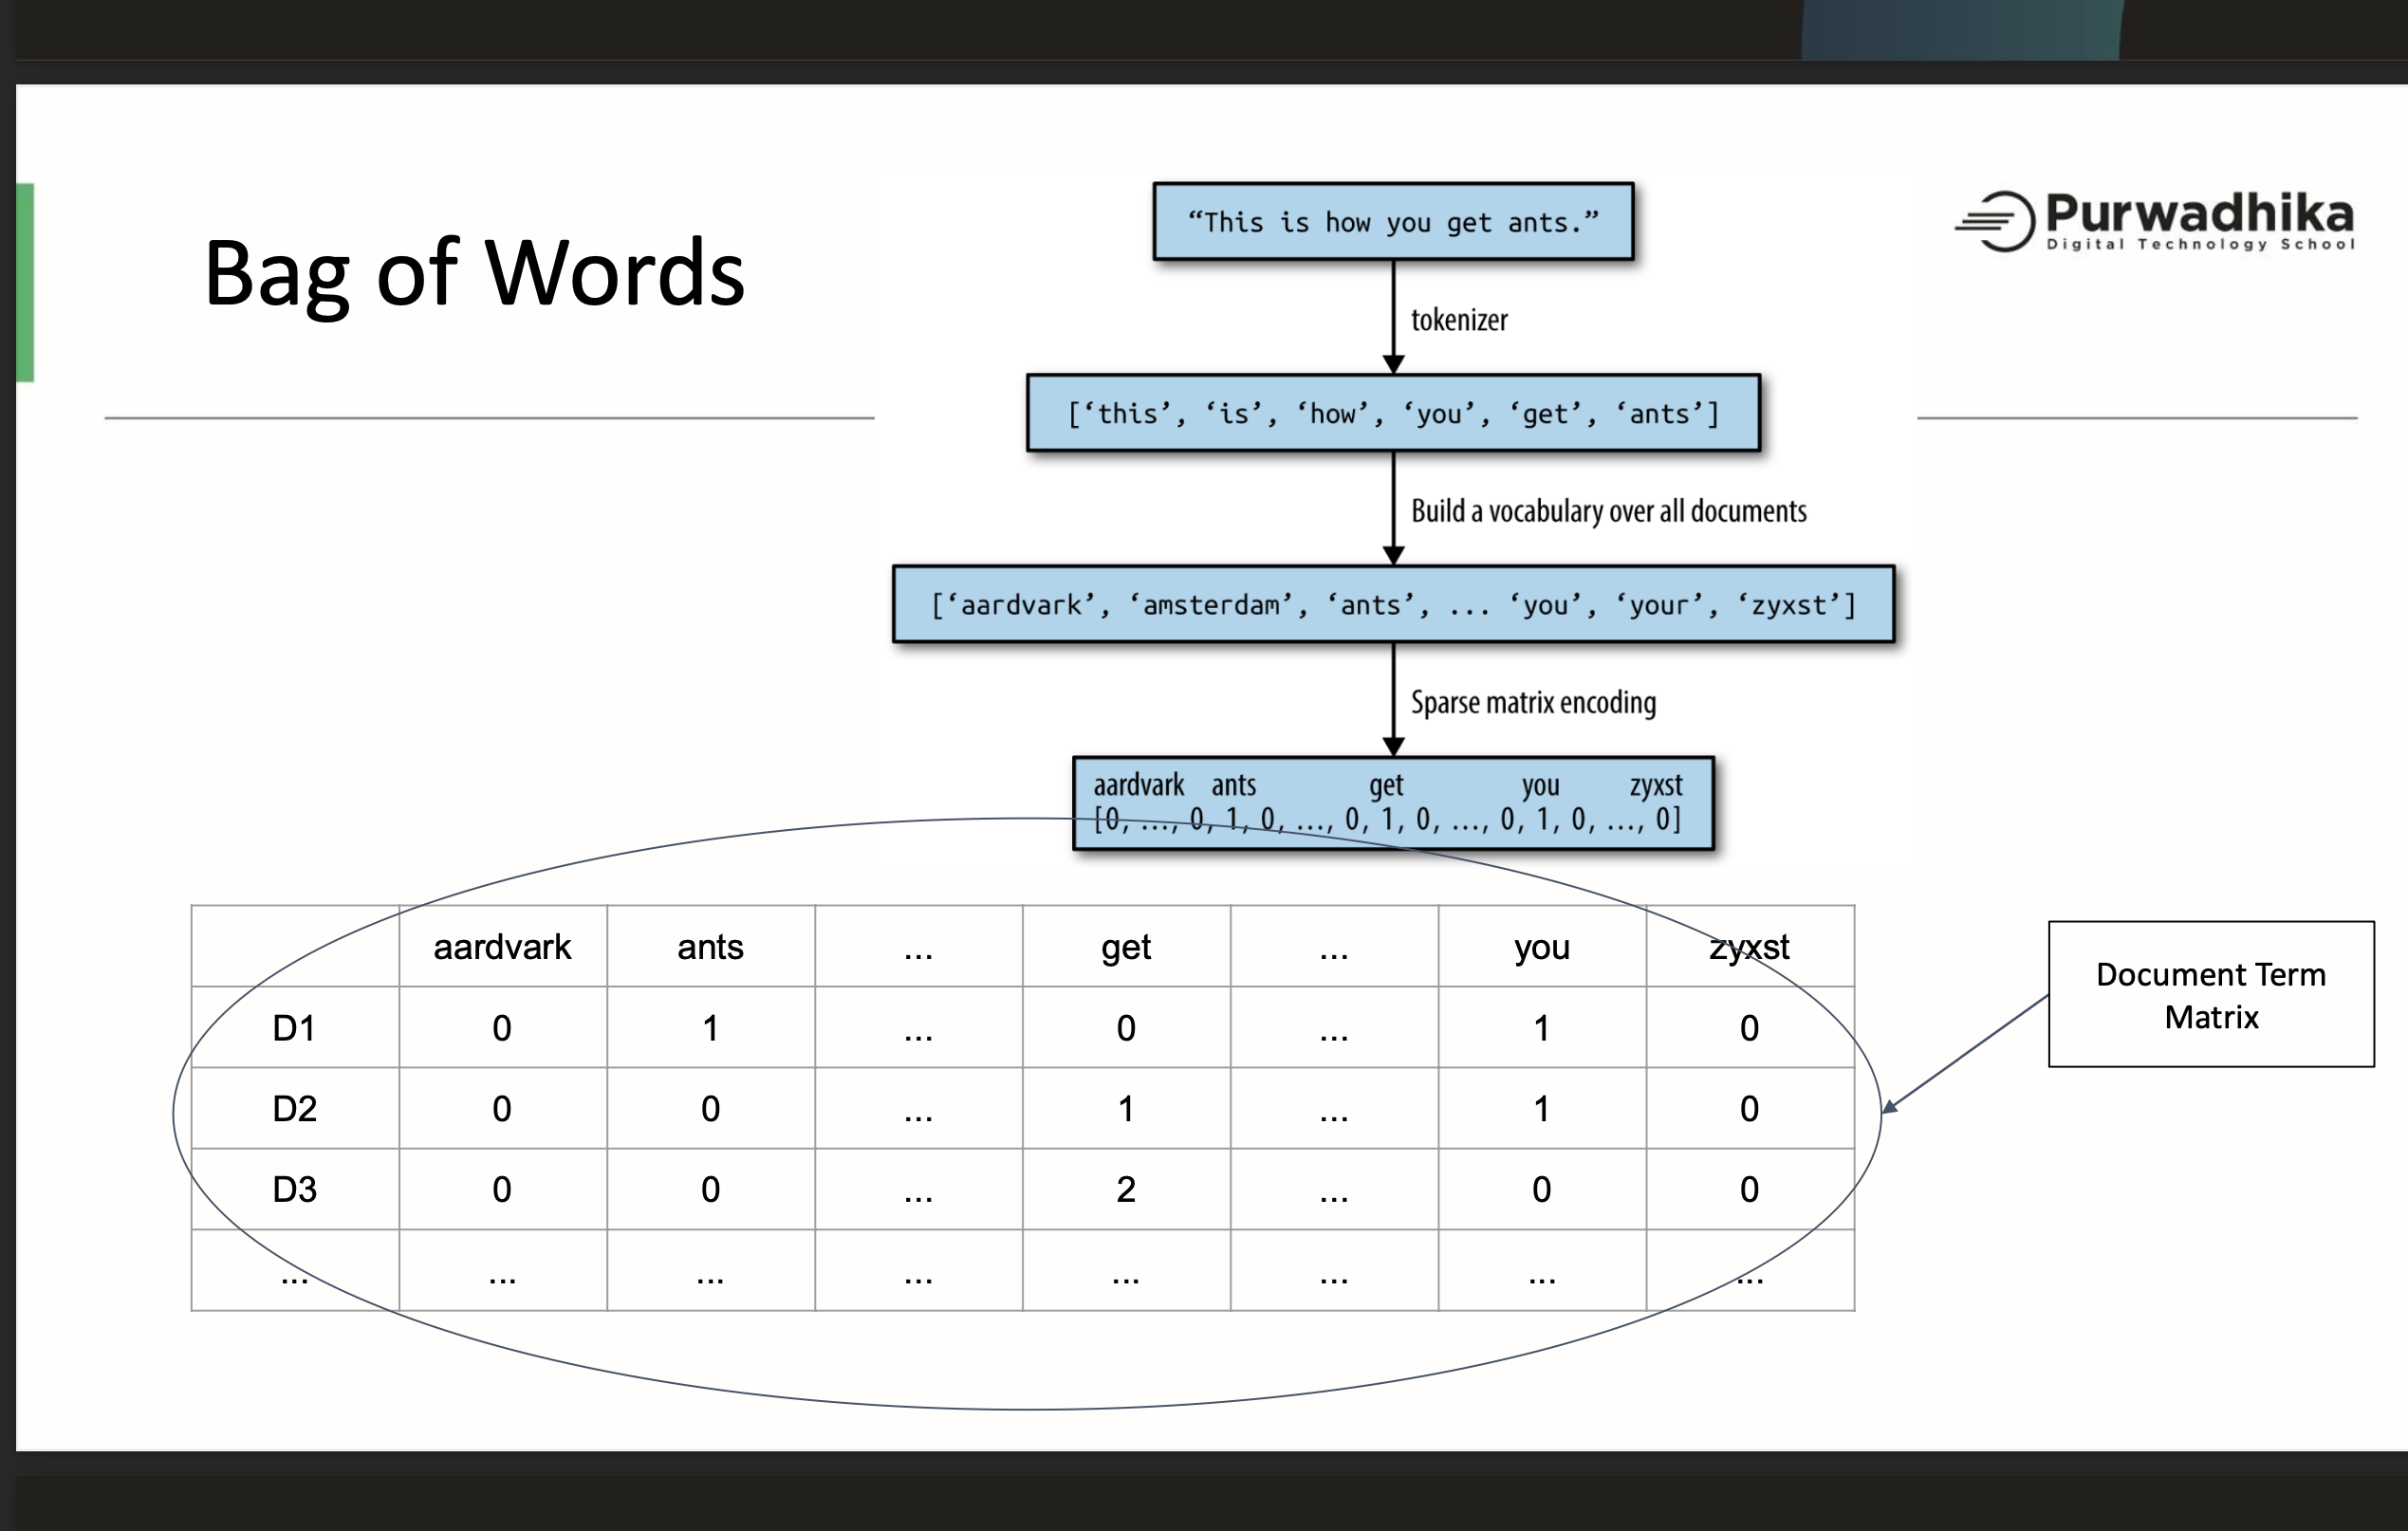 Bag of Words
Purwadhika
Digital Technology School
“This is how you get ants.”
tokenizer
[‘this’, ‘is’, ‘how’, ‘you’, ‘get’, ‘ants’]
Build a vocabulary over all documents
[‘aardvark’, ‘amsterdam’, ‘ants’, ... ‘you’, ‘your’, ‘zyxst’]
Sparse matrix encoding
aardvark ants get you zyxst
[0, ..., 0, 1, 0, ..., 0, 1, 0, ..., 0, 1, 0, ..., 0]
aardvark ants ... get ... you zyxst
D1 0 1 ... 0 ... 1 0
D2 0 0 ... 1 ... 1 0
D3 0 0 ... 2 ... 0 0
... ... ... ... ... ... ... ...
Document Term
Matrix